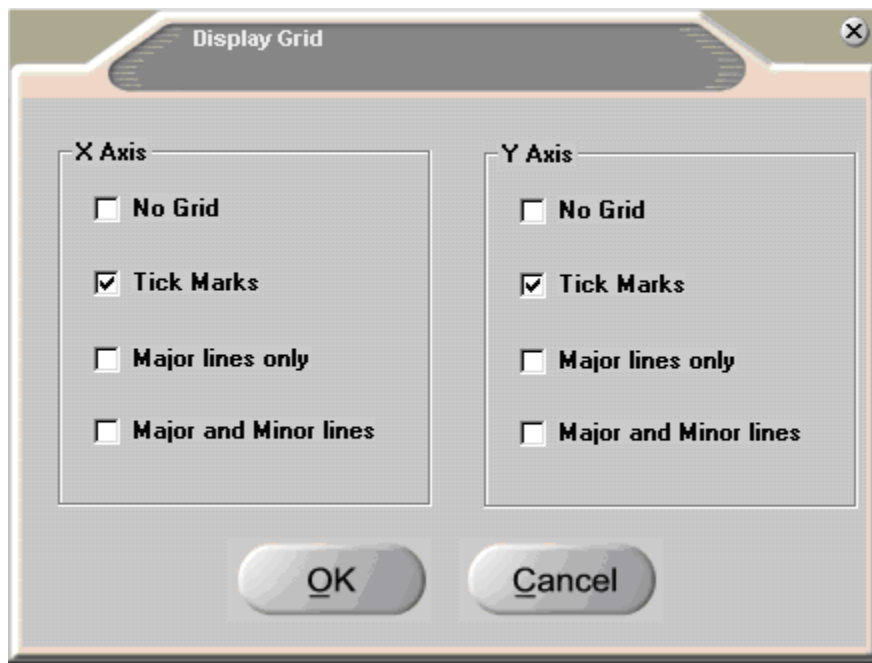 Display Grid
X Axis
No Grid
Tick Marks
Major lines only
Major and Minor lines
Y Axis
No Grid
Tick Marks
Major lines only
Major and Minor lines
OK
Cancel